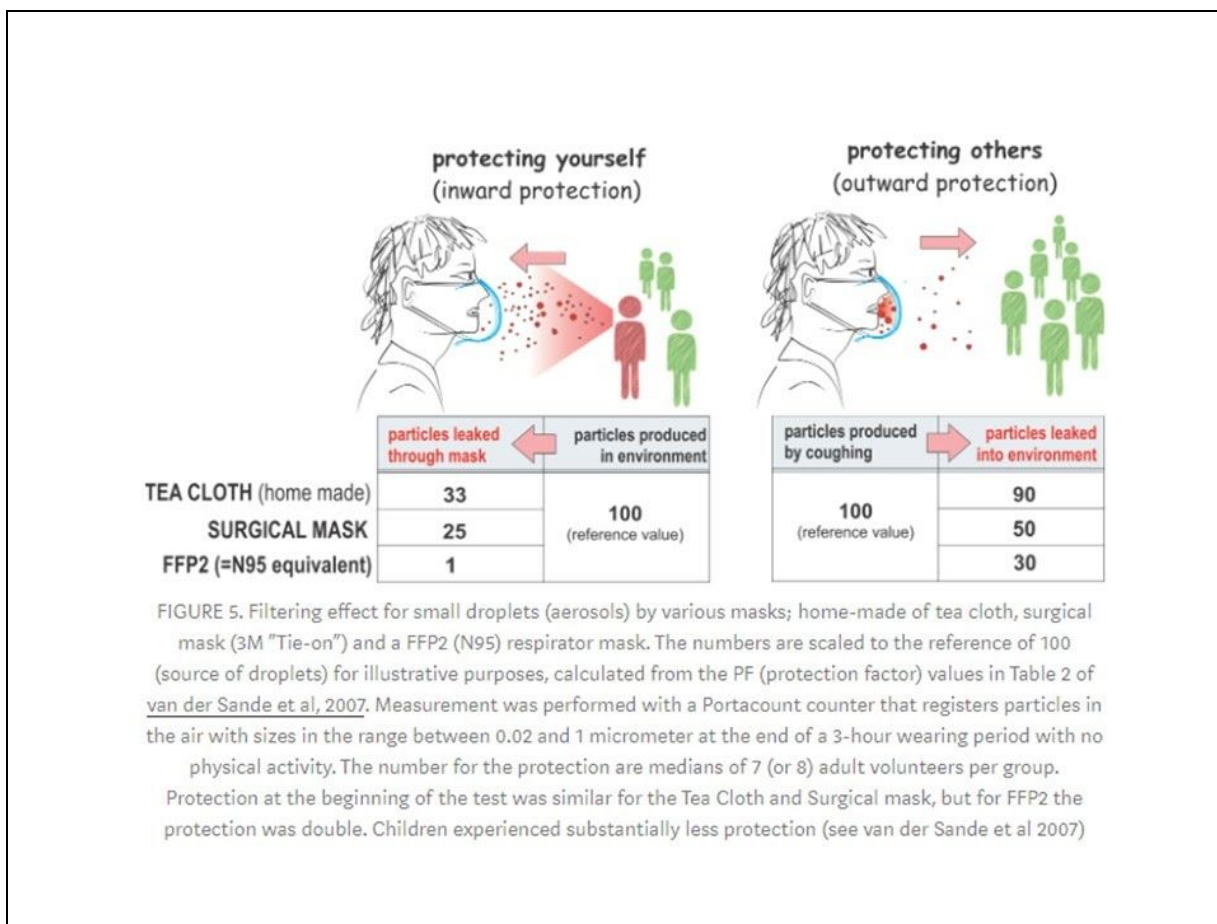 protecting yourself
(inward protection)
protecting others
(outward protection)
particles leaked
through mask
particles produced
in environment
particles produced
by coughing
particles leaked
into environment
TEA CLOTH (home made)
33
100
(reference value)
100
(reference value)
90
SURGICAL MASK
25
50
FFP2 (=N95 equivalent)
1
30
FIGURE 5. Filtering effect for small droplets (aerosols) by various masks; home-made of tea cloth, surgical
mask (3M "Tie-on") and a FFP2 (N95) respirator mask. The numbers are scaled to the reference of 100
(source of droplets) for illustrative purposes, calculated from the PF (protection factor) values in Table 2 of
van der Sande et al, 2007. Measurement was performed with a Portacount counter that registers particles in
the air with sizes in the range between 0.02 and 1 micrometer at the end of a 3-hour wearing period with no
physical activity. The number for the protection are medians of 7 (or 8) adult volunteers per group.
Protection at the beginning of the test was similar for the Tea Cloth and Surgical mask, but for FFP2 the
protection was double. Children experienced substantially less protection (see van der Sande et al 2007)